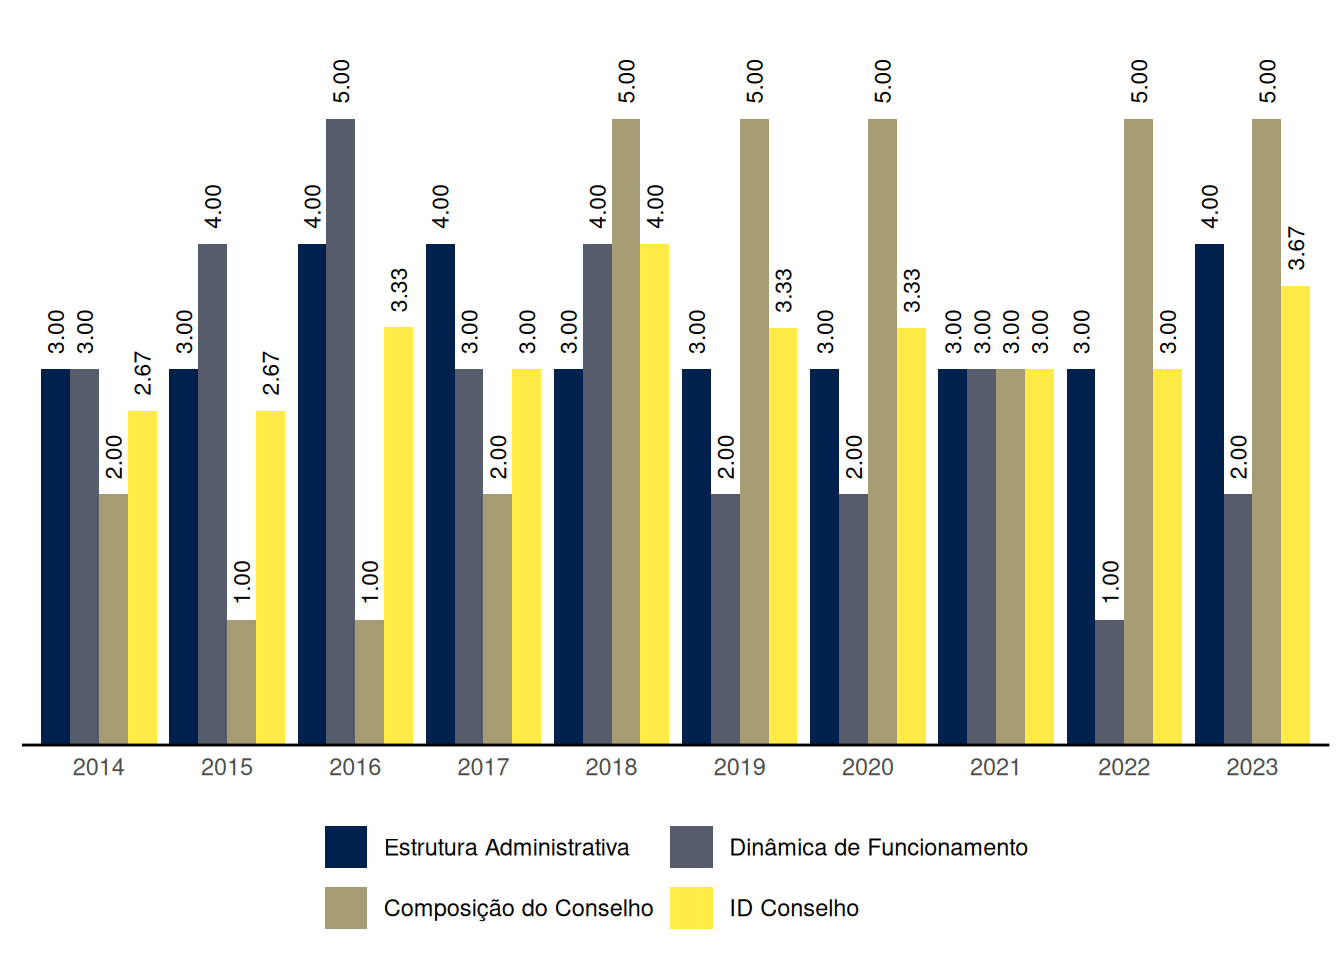 5.00 5.00 5.00 5.00 5.00 5.00
4.00 4.00 4.00 4.00 4.00 4.00
3.67
3.33 3.33 3.33
3.00 3.00 3.00 3.00 3.00 3.00 3.00 3.00 3.00 3.00 3.00 3.00 3.00 3.00
2.67 2.67
2.00 2.00 2.00 2.00 2.00
1.00 1.00 1.00
2014 2015 2016 2017 2018 2019 2020 2021 2022 2023
Estrutura Administrativa Dinâmica de Funcionamento
Composição do Conselho ID Conselho